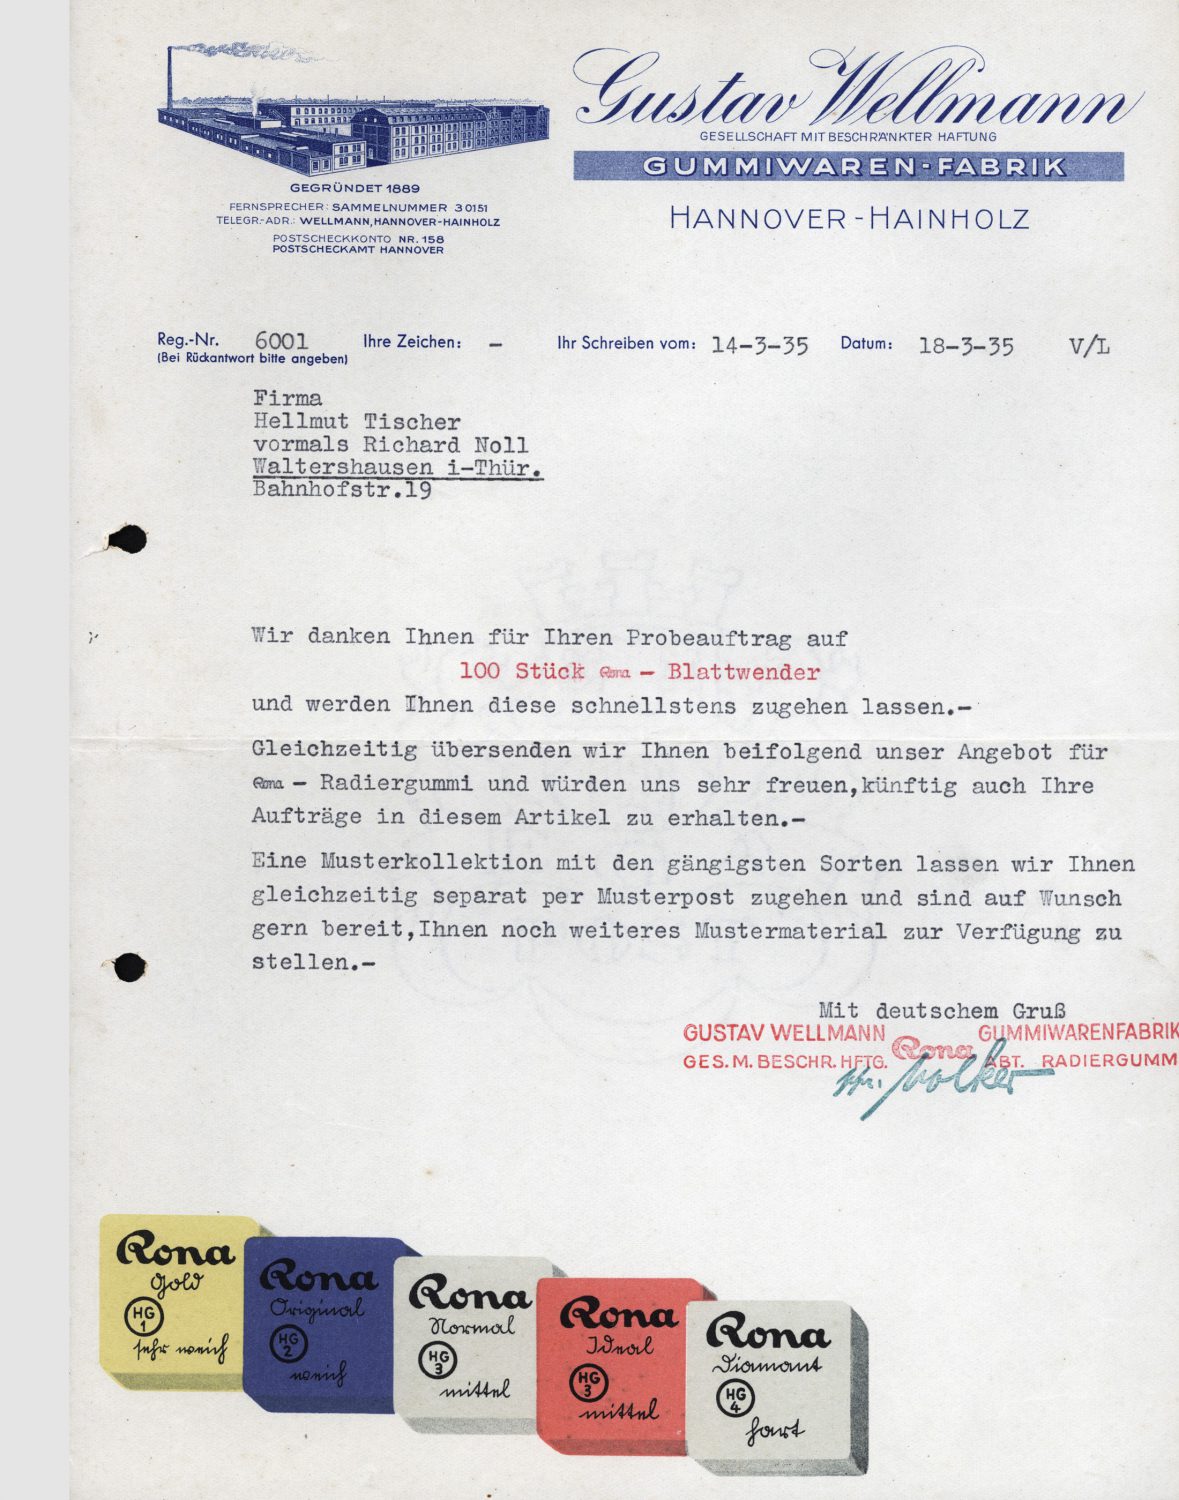 Gustav Wellmann
GESELLSCHAFT MIT BESCHRÄNKTER HAFTUNG
GUMMIWAREN-FABRIK
HANNOVER-HAINHOLZ
GEGRÜNDET 1889
FERNSPRECHER: SAMMELNUMMER 30151
TELEGR.-ADR.: WELLMANN, HANNOVER-HAINHOLZ
POSTSCHECKKONTO NR. 158
POSTSCHECKAMT HANNOVER
Reg.-Nr. 6001 Ihre Zeichen: - Ihr Schreiben vom: 14-3-35 Datum: 18-3-35 V/L
(Bei Rückantwort bitte angeben)
Firma
Hellmut Tischer
vormals Richard Noll
Waltershausen i-Thür.
Bahnhofstr.19
Wir danken Ihnen für Ihren Probeauftrag auf
100 Stück Rona - Blattwender
und werden Ihnen diese schnellstens zugehen lassen.-
Gleichzeitig übersenden wir Ihnen beifolgend unser Angebot für
Rona - Radiergummi und würden uns sehr freuen,künftig auch Ihre
Aufträge in diesem Artikel zu erhalten.-
Eine Musterkollektion mit den gängigsten Sorten lassen wir Ihnen
gleichzeitig separat per Musterpost zugehen und sind auf Wunsch
gern bereit,Ihnen noch weiteres Mustermaterial zur Verfügung zu
stellen.-
Mit deutschem Gruß
GUSTAV WELLMANN Rona GUMMIWARENFABRIK
GES. M. BESCHR. HFTG. ABT. RADIERGUMM
Rona
Gold
HG
1
sehr weich
Rona
Original
HG
2
weich
Rona
Normal
HG
3
mittel
Rona
Ideal
HG
3
mittel
Rona
Diamant
HG
4
hart